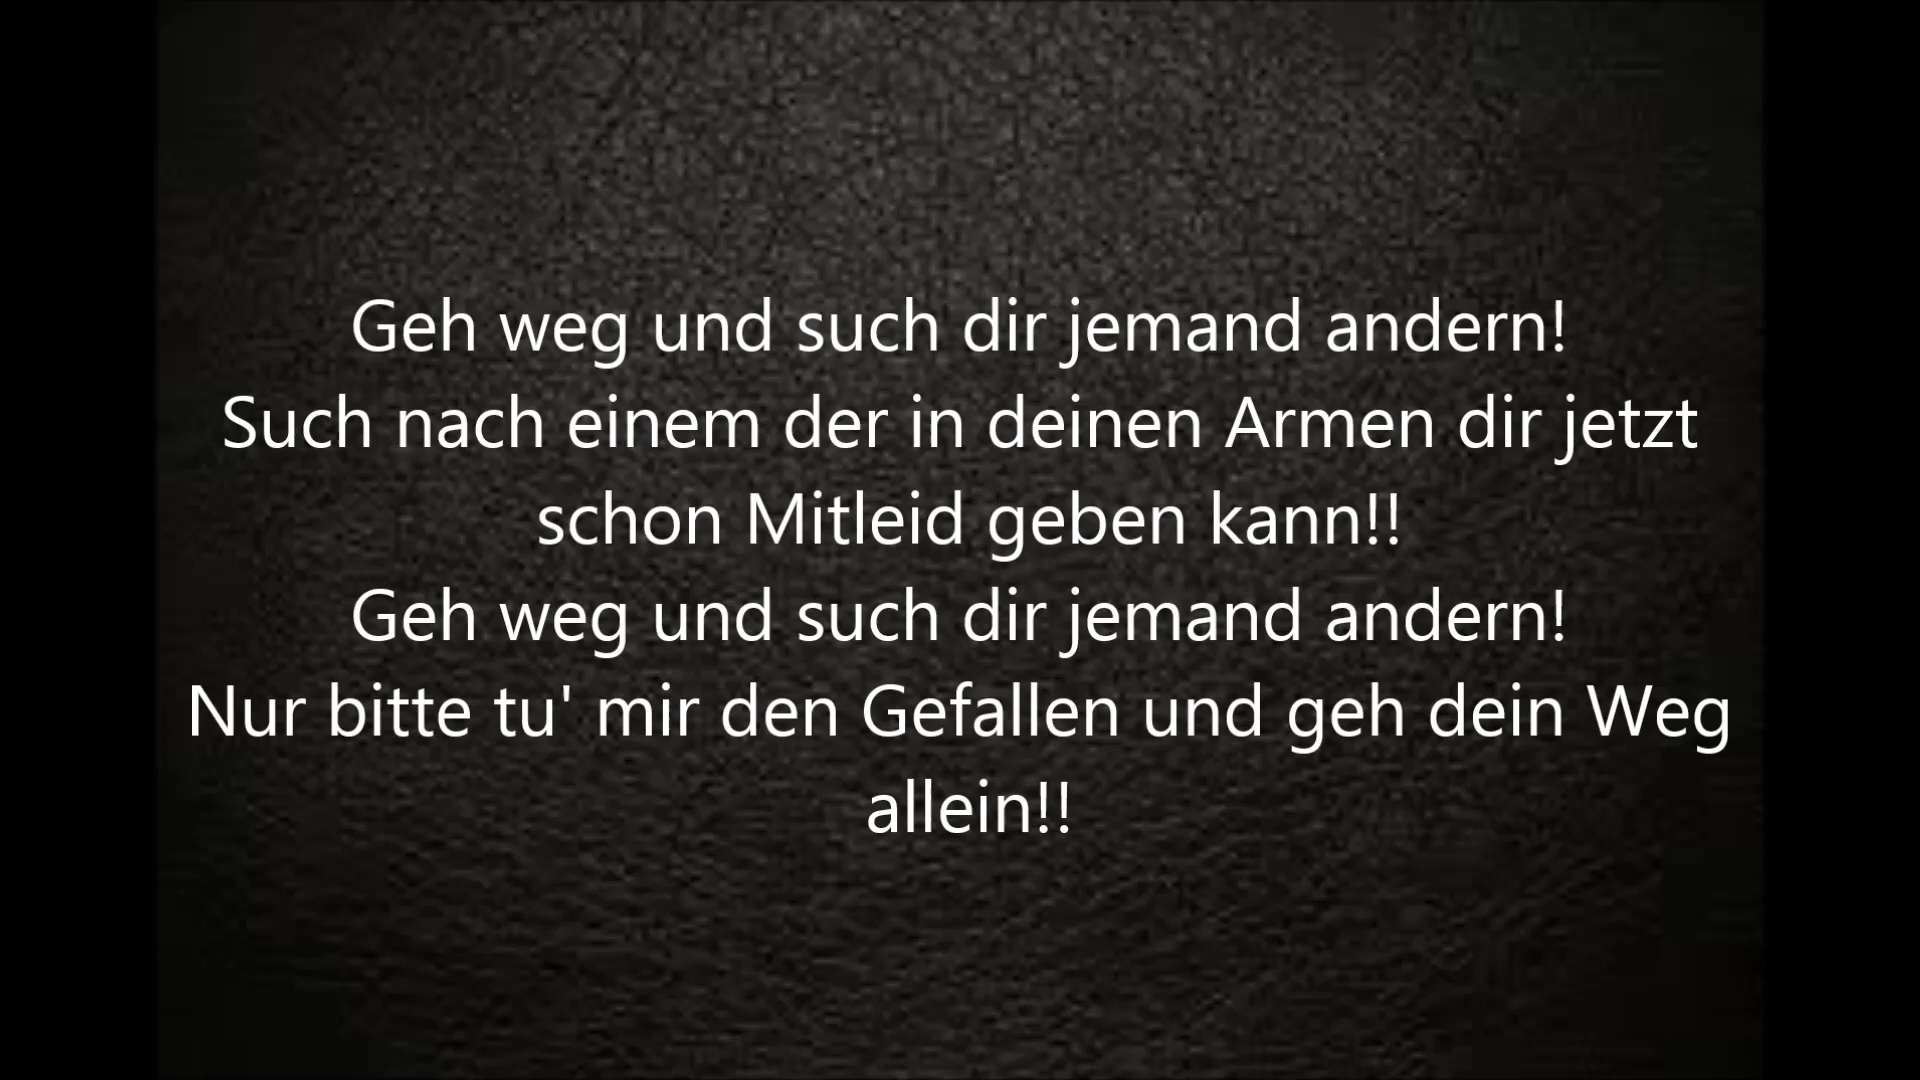 Geh weg und such dir jemand andern!
Such nach einem der in deinen Armen dir jetzt
schon Mitleid geben kann!!
Geh weg und such dir jemand andern!
Nur bitte tu' mir den Gefallen und geh dein Weg
allein!!